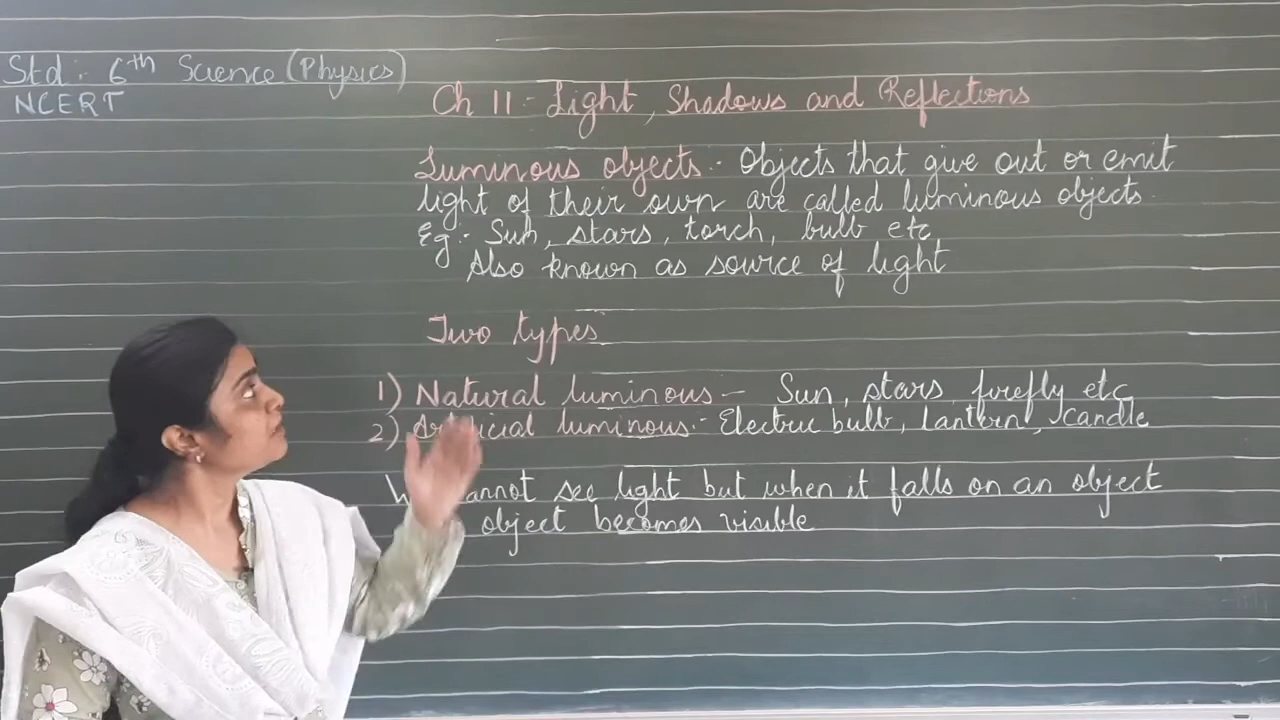 Std :- 6th Science (Physics)
NCERT
Ch 11 - Light, Shadows and Reflections
Luminous objects :- Objects that give out or emit
light of their own are called luminous objects.
Eg :- Sun, stars, torch, bulb etc
Also known as source of light
Two types
1) Natural luminous - Sun, stars, firefly etc
2) Artificial luminous :- Electric bulb, Lantern, candle
cannot see light but when it falls on an object
object becomes visible